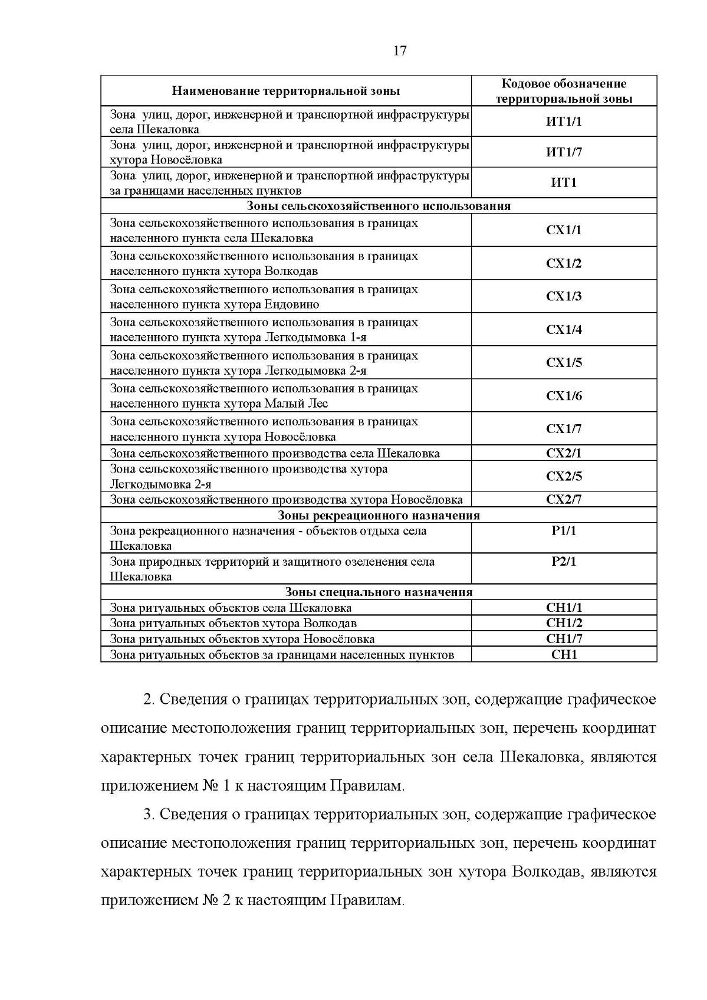 17
Наименование территориальной зоны
Кодовое обозначение
территориальной зоны
Зона улиц, дорог, инженерной и транспортной инфраструктуры
села Шекаловка
ИТ1/1
Зона улиц, дорог, инженерной и транспортной инфраструктуры
хутора Новосёловка
ИТ1/7
Зона улиц, дорог, инженерной и транспортной инфраструктуры
за границами населенных пунктов
ИТ1
Зоны сельскохозяйственного использования
Зона сельскохозяйственного использования в границах
населенного пункта села Шекаловка
СХ1/1
Зона сельскохозяйственного использования в границах
населенного пункта хутора Волкодав
СХ1/2
Зона сельскохозяйственного использования в границах
населенного пункта хутора Ендовино
СХ1/3
Зона сельскохозяйственного использования в границах
населенного пункта хутора Легкодымовка 1-я
СХ1/4
Зона сельскохозяйственного использования в границах
населенного пункта хутора Легкодымовка 2-я
СХ1/5
Зона сельскохозяйственного использования в границах
населенного пункта хутора Малый Лес
СХ1/6
Зона сельскохозяйственного использования в границах
населенного пункта хутора Новосёловка
СХ1/7
Зона сельскохозяйственного производства села Шекаловка
СХ2/1
Зона сельскохозяйственного производства хутора
Легкодымовка 2-я
СХ2/5
Зона сельскохозяйственного производства хутора Новосёловка
СХ2/7
Зоны рекреационного назначения
Зона рекреационного назначения - объектов отдыха села
Шекаловка
Р1/1
Зона природных территорий и защитного озеленения села
Шекаловка
Р2/1
Зоны специального назначения
Зона ритуальных объектов села Шекаловка
СН1/1
Зона ритуальных объектов хутора Волкодав
СН1/2
Зона ритуальных объектов хутора Новосёловка
СН1/7
Зона ритуальных объектов за границами населенных пунктов
СН1
2. Сведения о границах территориальных зон, содержащие графическое
описание местоположения границ территориальных зон, перечень координат
характерных точек границ территориальных зон села Шекаловка, являются
приложением № 1 к настоящим Правилам.
3. Сведения о границах территориальных зон, содержащие графическое
описание местоположения границ территориальных зон, перечень координат
характерных точек границ территориальных зон хутора Волкодав, являются
приложением № 2 к настоящим Правилам.